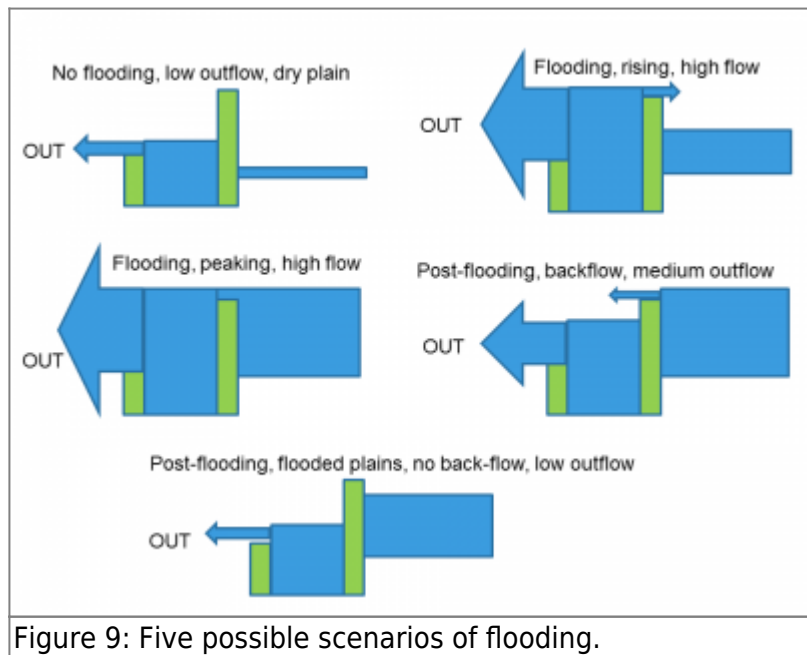 No flooding, low outflow, dry plain
OUT
Flooding, rising, high flow
OUT
Flooding, peaking, high flow
OUT
Post-flooding, backflow, medium outflow
OUT
Post-flooding, flooded plains, no back-flow, low outflow
OUT
Figure 9: Five possible scenarios of flooding.